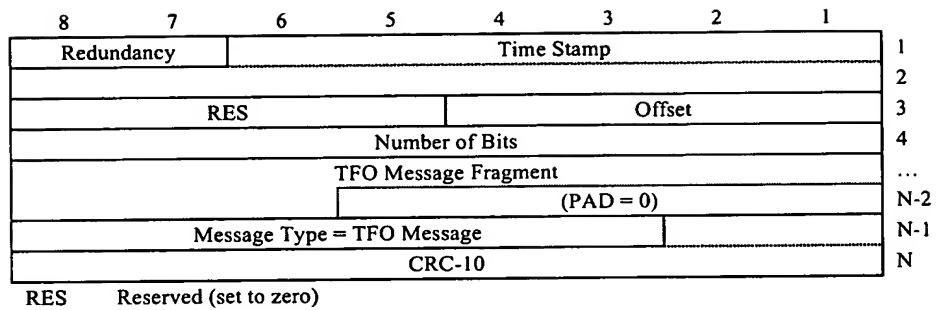 8 7 6 5 4 3 2 1
Redundancy Time Stamp 1
2
RES Offset 3
Number of Bits 4
TFO Message Fragment ...
(PAD = 0) N-2
Message Type = TFO Message N-1
CRC-10 N
RES Reserved (set to zero)